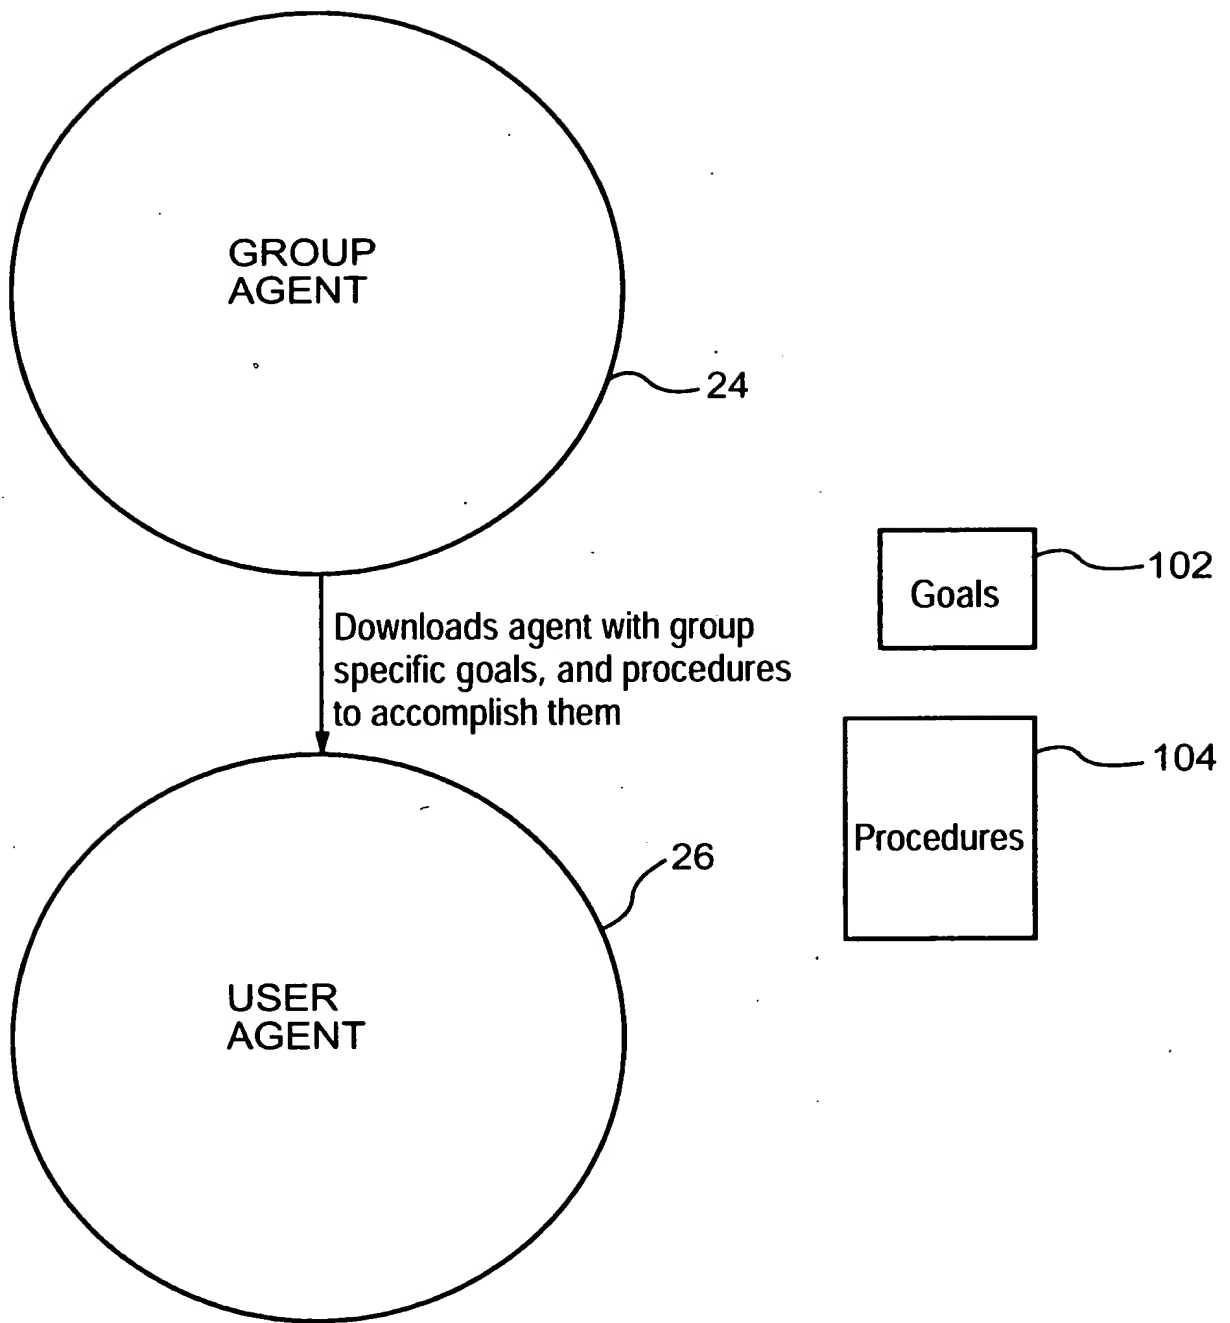 GROUP
AGENT
24
Downloads agent with group
specific goals, and procedures
to accomplish them
Goals
102
Procedures
104
26
USER
AGENT